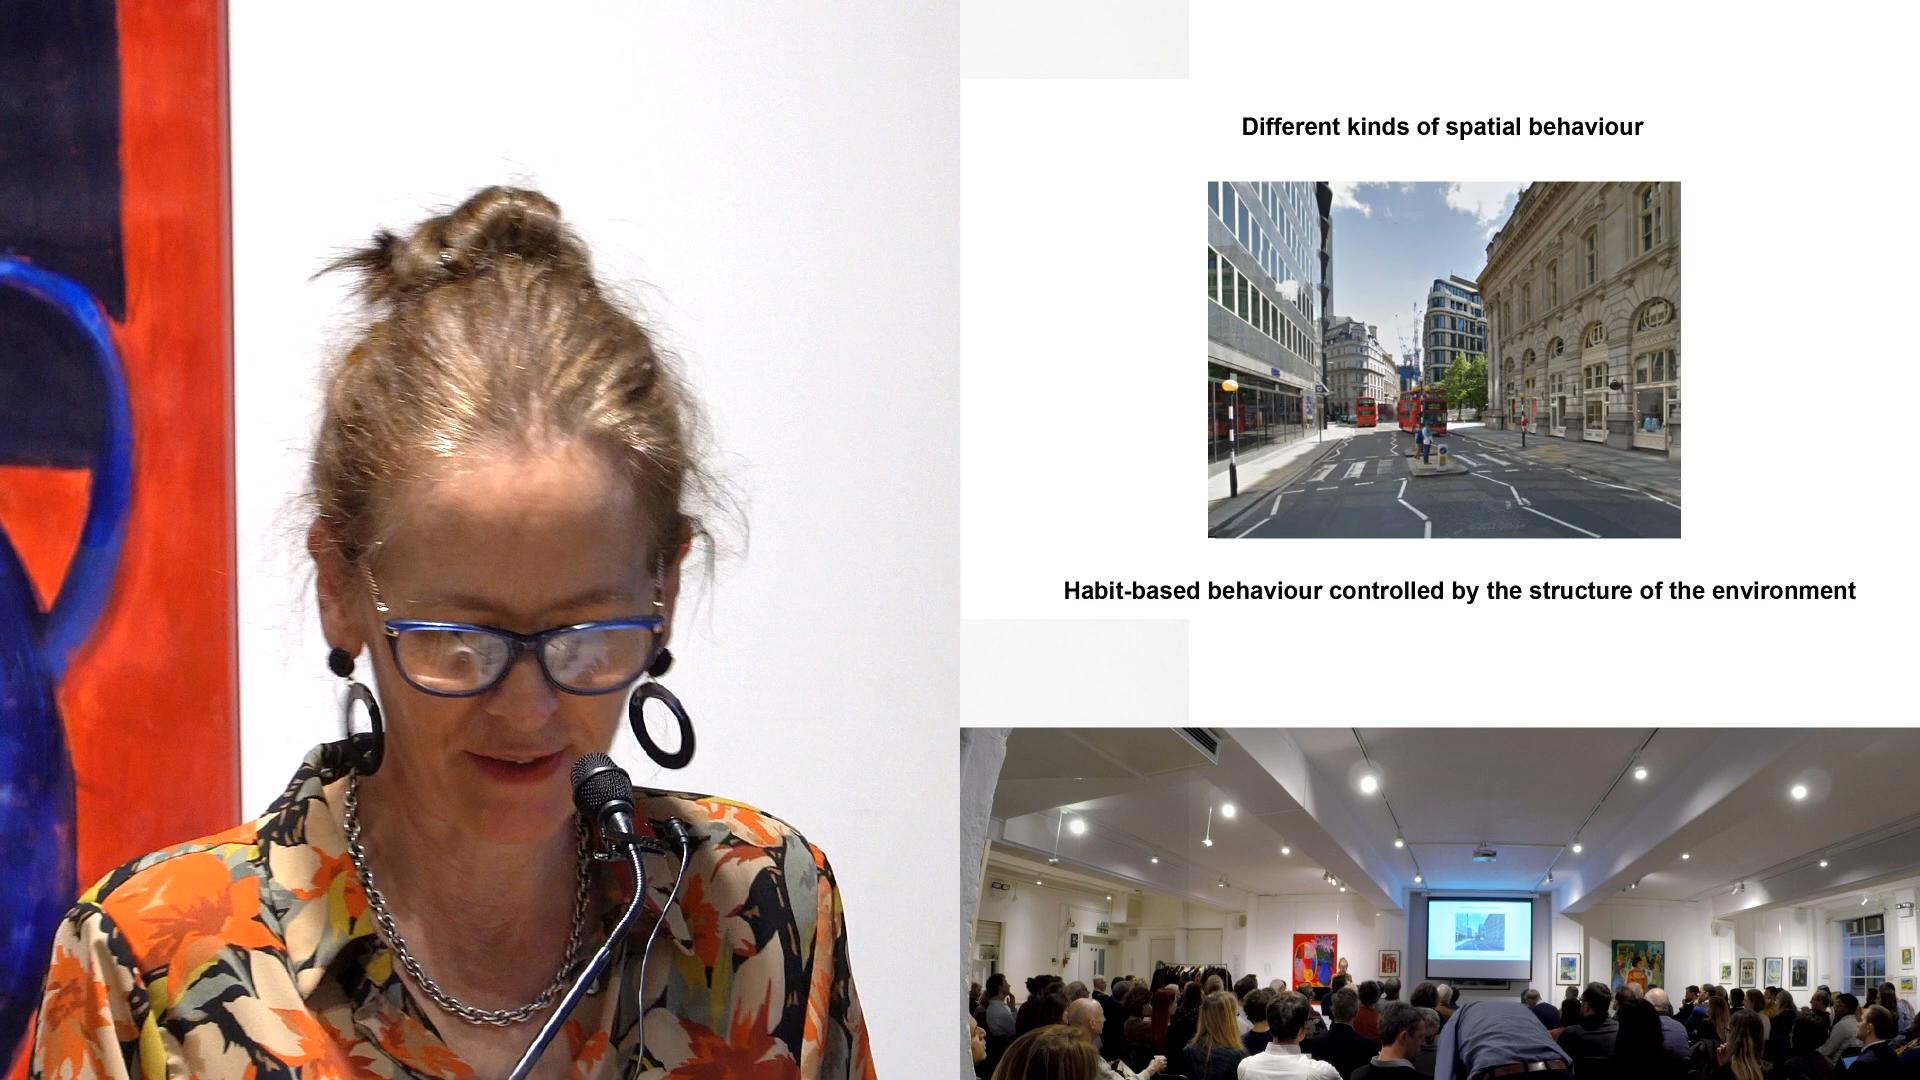 Different kinds of spatial behaviour
Habit-based behaviour controlled by the structure of the environment